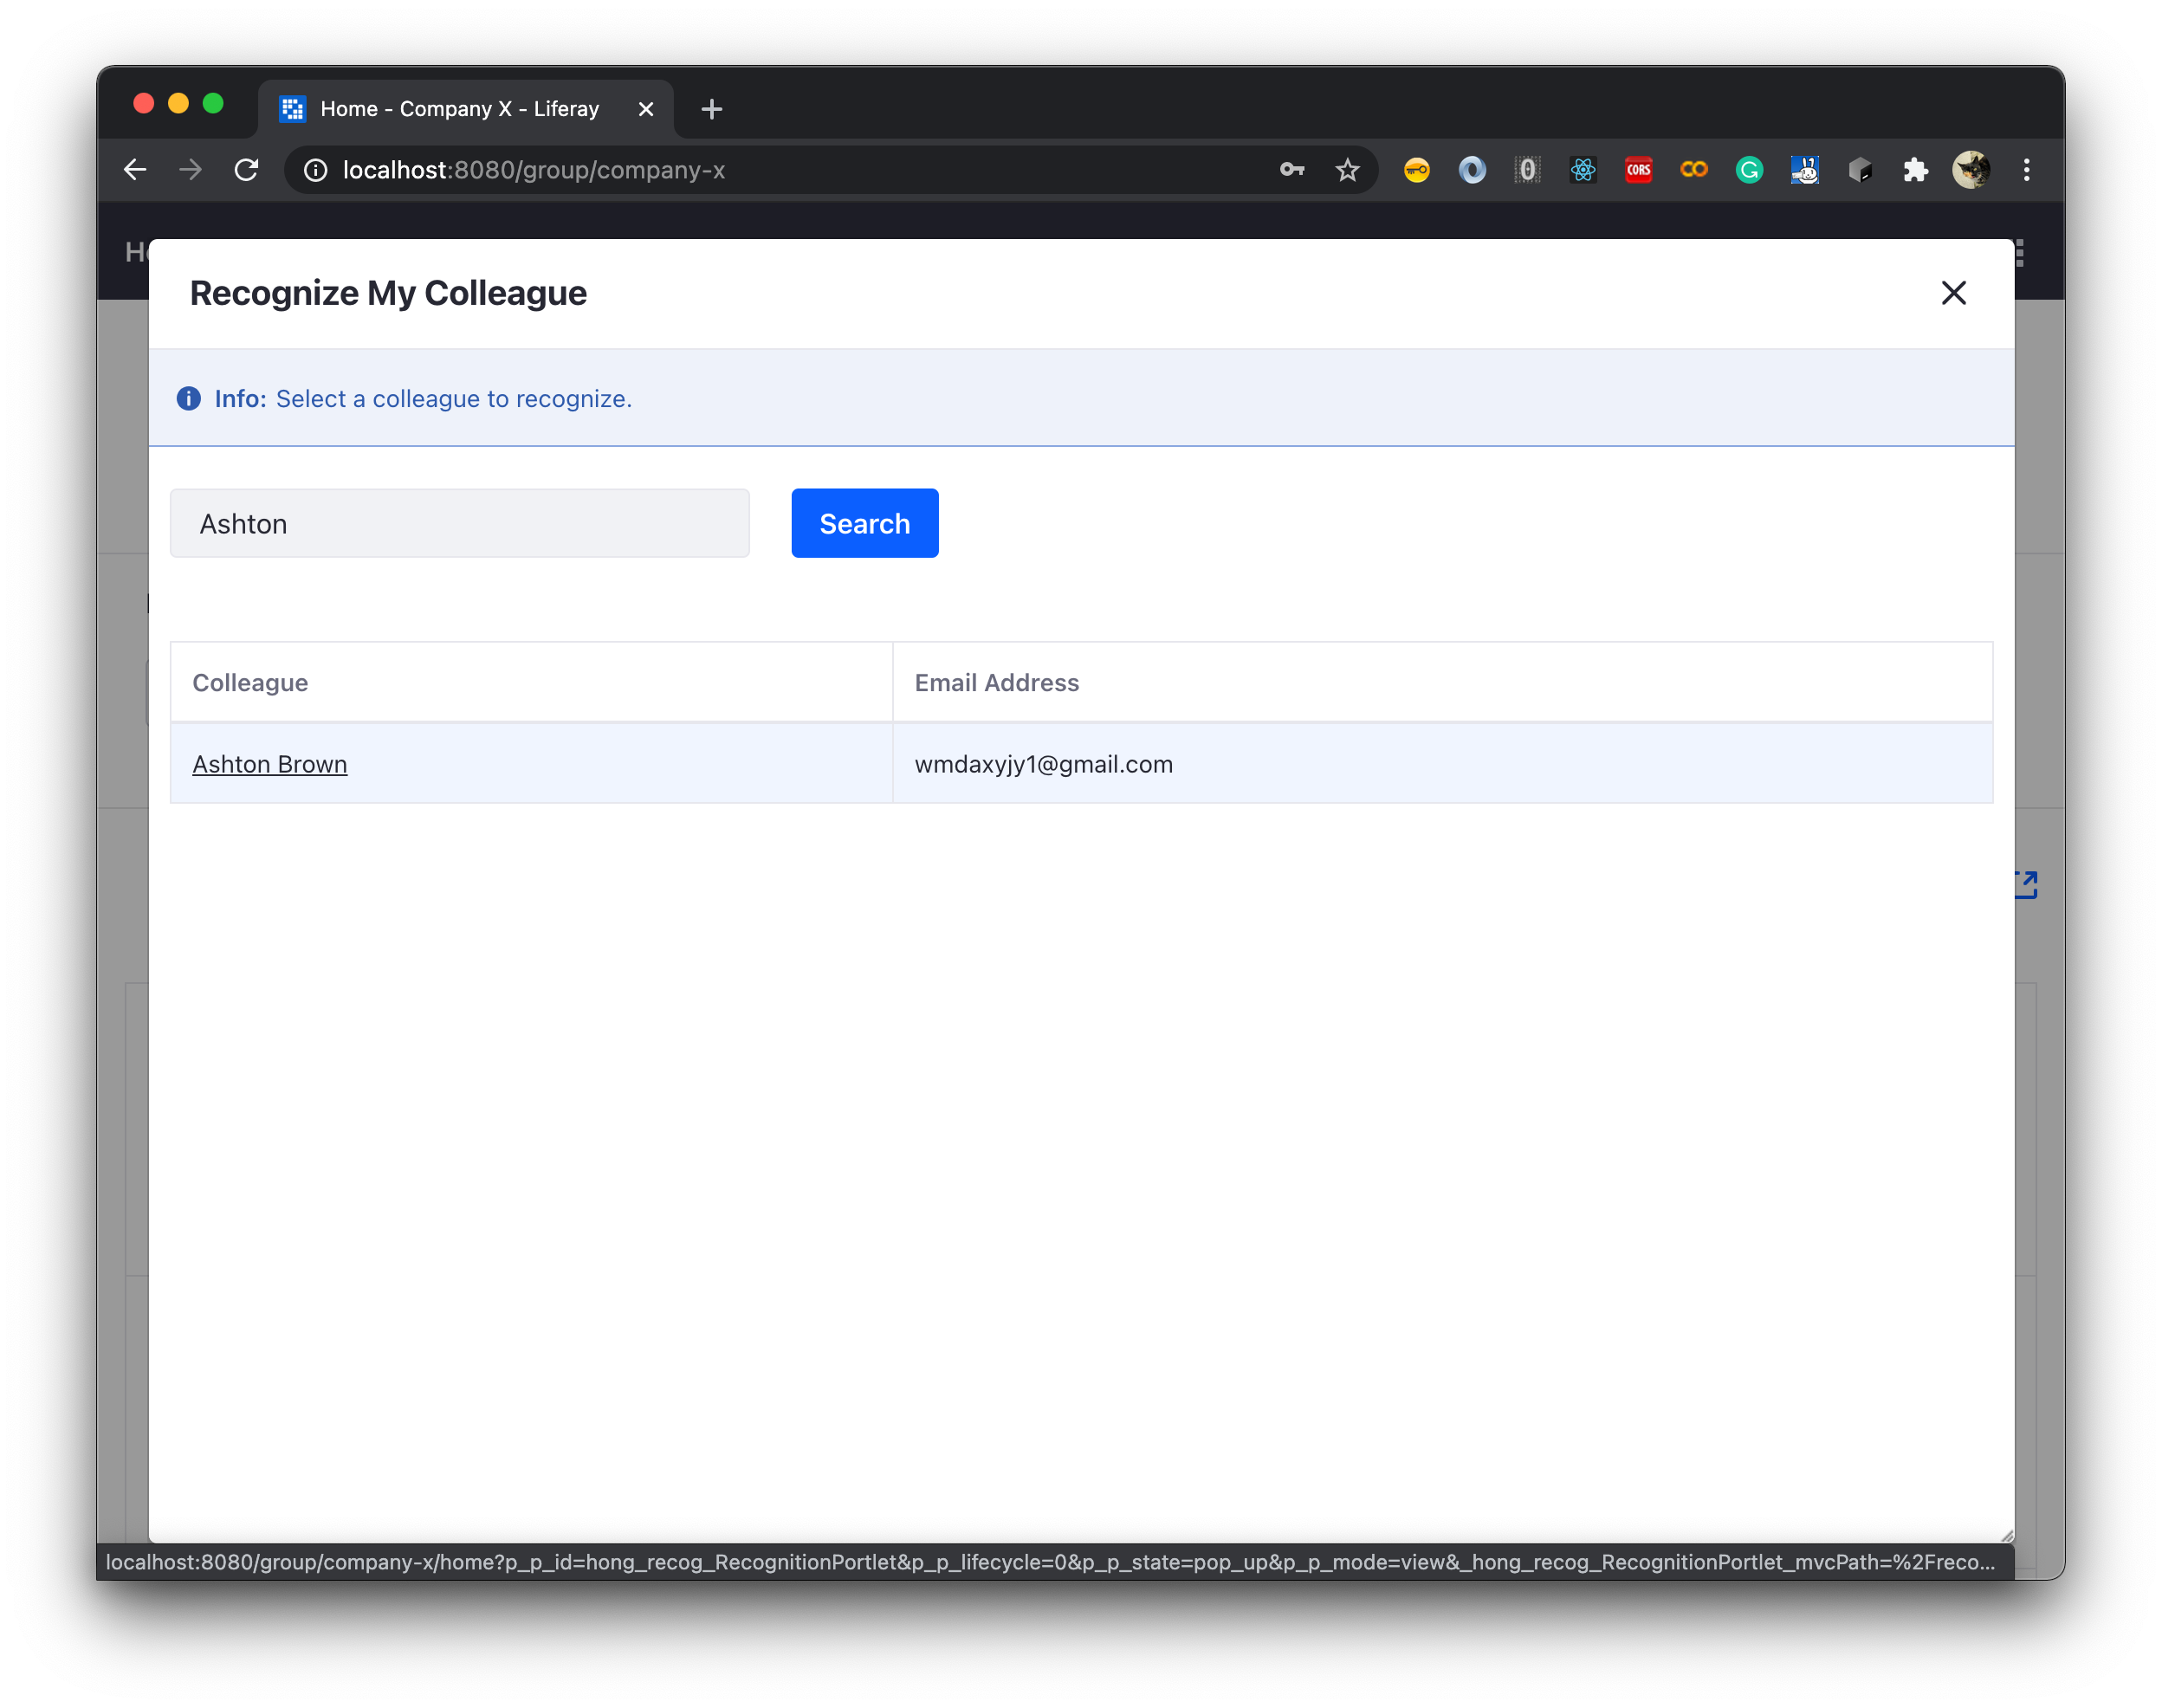 Home - Company X - Liferay
localhost:8080/group/company-x
CORS
Recognize My Colleague
Info: Select a colleague to recognize.
Ashton
Search
Colleague Email Address
Ashton Brown wmdaxyjy1@gmail.com
localhost:8080/group/company-x/home?p_p_id=hong_recog_RecognitionPortlet&p_p_lifecycle=0&p_p_state=pop_up&p_p_mode=view&_hong_recog_RecognitionPortlet_mvcPath=%2Freco...